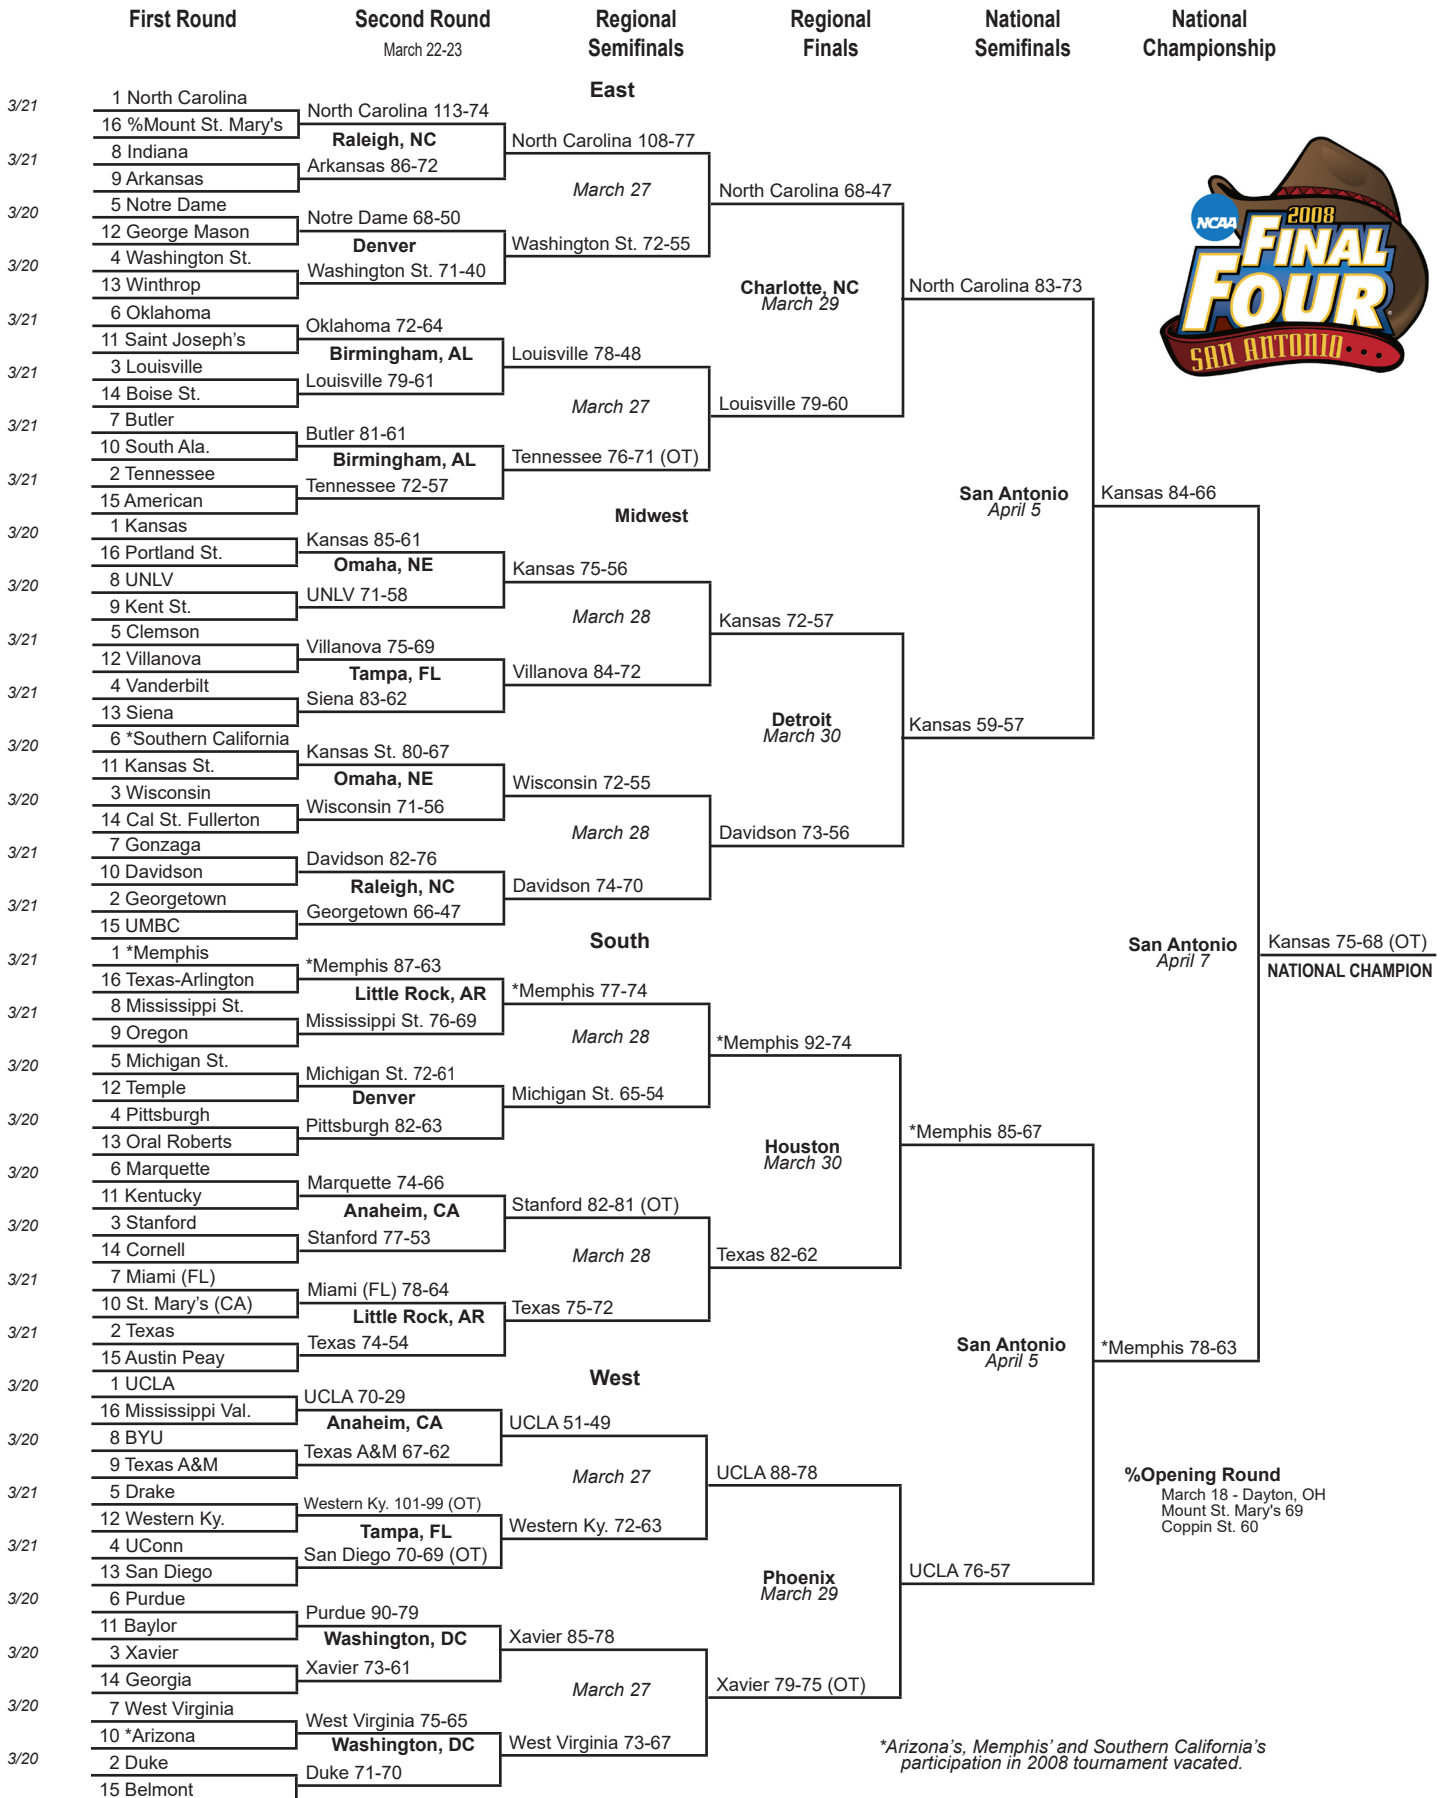 First Round
Second Round
March 22-23
Regional
Semifinals
Regional
Finals
National
Semifinals
National
Championship
East
3/21
1 North Carolina
16 %Mount St. Mary's
3/21
8 Indiana
9 Arkansas
3/20
5 Notre Dame
12 George Mason
3/20
4 Washington St.
13 Winthrop
3/21
6 Oklahoma
11 Saint Joseph's
3/21
3 Louisville
14 Boise St.
3/21
7 Butler
10 South Ala.
3/21
2 Tennessee
15 American
North Carolina 113-74
Raleigh, NC
Arkansas 86-72
Notre Dame 68-50
Denver
Washington St. 71-40
Oklahoma 72-64
Birmingham, AL
Louisville 79-61
Butler 81-61
Birmingham, AL
Tennessee 72-57
North Carolina 108-77
March 27
Washington St. 72-55
Louisville 78-48
March 27
Tennessee 76-71 (OT)
North Carolina 68-47
Charlotte, NC
March 29
Louisville 79-60
North Carolina 83-73
NCAA
2008
FINAL
FOUR
SAN ANTONIO
Midwest
3/20
1 Kansas
16 Portland St.
3/20
8 UNLV
9 Kent St.
3/21
5 Clemson
12 Villanova
3/21
4 Vanderbilt
13 Siena
3/20
6 *Southern California
11 Kansas St.
3/20
3 Wisconsin
14 Cal St. Fullerton
3/21
7 Gonzaga
10 Davidson
3/21
2 Georgetown
15 UMBC
Kansas 85-61
Omaha, NE
UNLV 71-58
Villanova 75-69
Tampa, FL
Siena 83-62
Kansas St. 80-67
Omaha, NE
Wisconsin 71-56
Davidson 82-76
Raleigh, NC
Georgetown 66-47
Kansas 75-56
March 28
Villanova 84-72
Wisconsin 72-55
March 28
Davidson 74-70
Kansas 72-57
Detroit
March 30
Davidson 73-56
Kansas 59-57
San Antonio
April 5
Kansas 84-66
South
3/21
1 *Memphis
16 Texas-Arlington
3/21
8 Mississippi St.
9 Oregon
3/20
5 Michigan St.
12 Temple
3/20
4 Pittsburgh
13 Oral Roberts
3/20
6 Marquette
11 Kentucky
3/20
3 Stanford
14 Cornell
3/21
7 Miami (FL)
10 St. Mary's (CA)
3/21
2 Texas
15 Austin Peay
*Memphis 87-63
Little Rock, AR
Mississippi St. 76-69
Michigan St. 72-61
Denver
Pittsburgh 82-63
Marquette 74-66
Anaheim, CA
Stanford 77-53
Miami (FL) 78-64
Little Rock, AR
Texas 74-54
*Memphis 77-74
March 28
Michigan St. 65-54
Stanford 82-81 (OT)
March 28
Texas 75-72
*Memphis 92-74
Houston
March 30
Texas 82-62
*Memphis 85-67
San Antonio
April 7
Kansas 75-68 (OT)
NATIONAL CHAMPION
West
3/20
1 UCLA
16 Mississippi Val.
3/20
8 BYU
9 Texas A&M
3/21
5 Drake
12 Western Ky.
3/21
4 UConn
13 San Diego
3/20
6 Purdue
11 Baylor
3/20
3 Xavier
14 Georgia
3/20
7 West Virginia
10 *Arizona
3/20
2 Duke
15 Belmont
UCLA 70-29
Anaheim, CA
Texas A&M 67-62
Western Ky. 101-99 (OT)
Tampa, FL
San Diego 70-69 (OT)
Purdue 90-79
Washington, DC
Xavier 73-61
West Virginia 75-65
Washington, DC
Duke 71-70
UCLA 51-49
March 27
Western Ky. 72-63
Xavier 85-78
March 27
West Virginia 73-67
UCLA 88-78
Phoenix
March 29
Xavier 79-75 (OT)
UCLA 76-57
San Antonio
April 5
*Memphis 78-63
%Opening Round
March 18 - Dayton, OH
Mount St. Mary's 69
Coppin St. 60
*Arizona's, Memphis' and Southern California's
participation in 2008 tournament vacated.